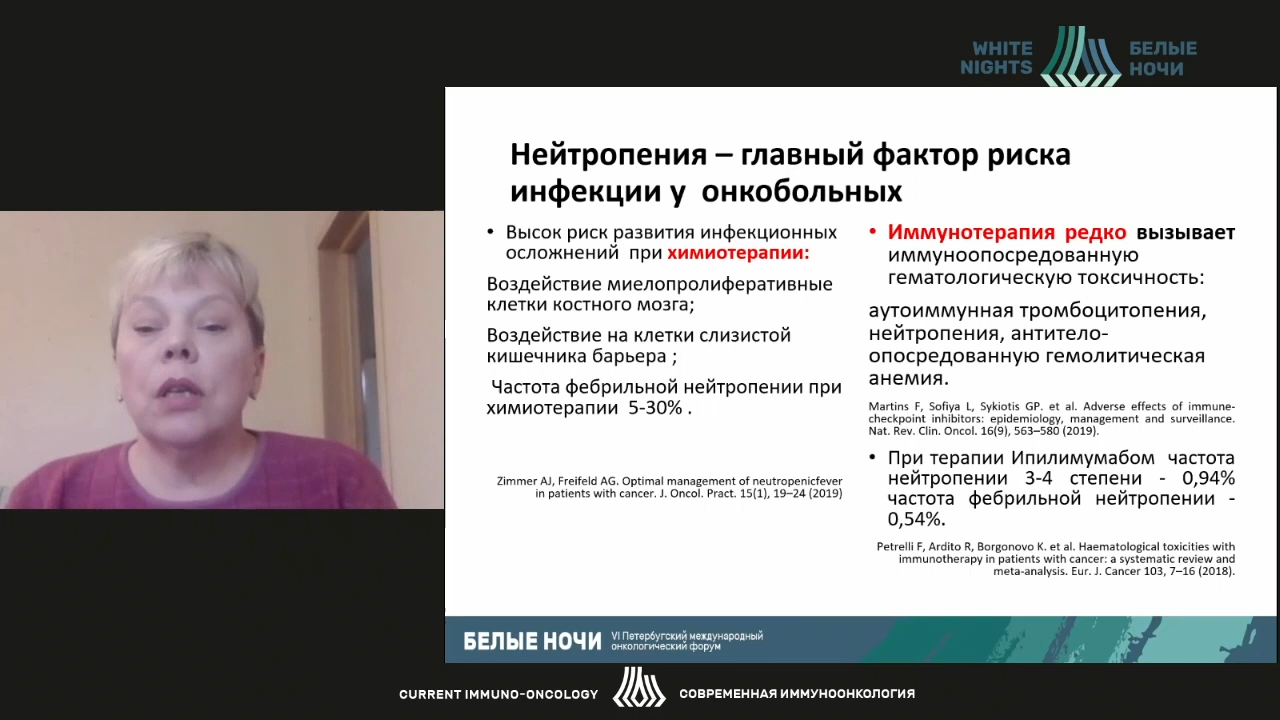 WHITE
NIGHTS
БЕЛЫЕ
НОЧИ
Нейтропения – главный фактор риска
инфекции у онкобольных
• Высок риск развития инфекционных
осложнений при химиотерапии:
Воздействие миелопролиферативные
клетки костного мозга;
Воздействие на клетки слизистой
кишечника барьера ;
Частота фебрильной нейтропении при
химиотерапии 5-30% .
Zimmer AJ, Freifeld AG. Optimal management of neutropenicfever
in patients with cancer. J. Oncol. Pract. 15(1), 19–24 (2019)
• Иммунотерапия редко вызывает
иммуноопосредованную
гематологическую токсичность:
аутоиммунная тромбоцитопения,
нейтропения, антитело-
опосредованную гемолитическая
анемия.
Martins F, Sofiya L, Sykiotis GP. et al. Adverse effects of immune-
checkpoint inhibitors: epidemiology, management and surveillance.
Nat. Rev. Clin. Oncol. 16(9), 563–580 (2019).
• При терапии Ипилимумабом частота
нейтропении 3-4 степени - 0,94%
частота фебрильной нейтропении -
0,54%.
Petrelli F, Ardito R, Borgonovo K. et al. Haematological toxicities with
immunotherapy in patients with cancer: a systematic review and
meta-analysis. Eur. J. Cancer 103, 7–16 (2018).
БЕЛЫЕ НОЧИ
VI Петербугский международный
онкологический форум
CURRENT IMMUNO-ONCOLOGY
СОВРЕМЕННАЯ ИММУНООНКОЛОГИЯ